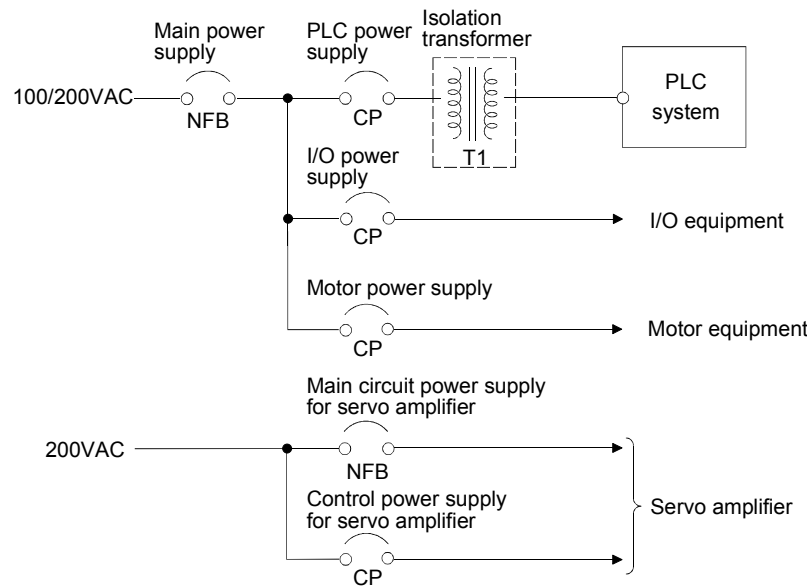 Main power
supply
PLC power
supply
Isolation
transformer
100/200VAC
NFB
CP
T1
PLC
system
I/O power
supply
CP
I/O equipment
Motor power supply
CP
Motor equipment
Main circuit power supply
for servo amplifier
200VAC
NFB
Control power supply
for servo amplifier
CP
Servo amplifier